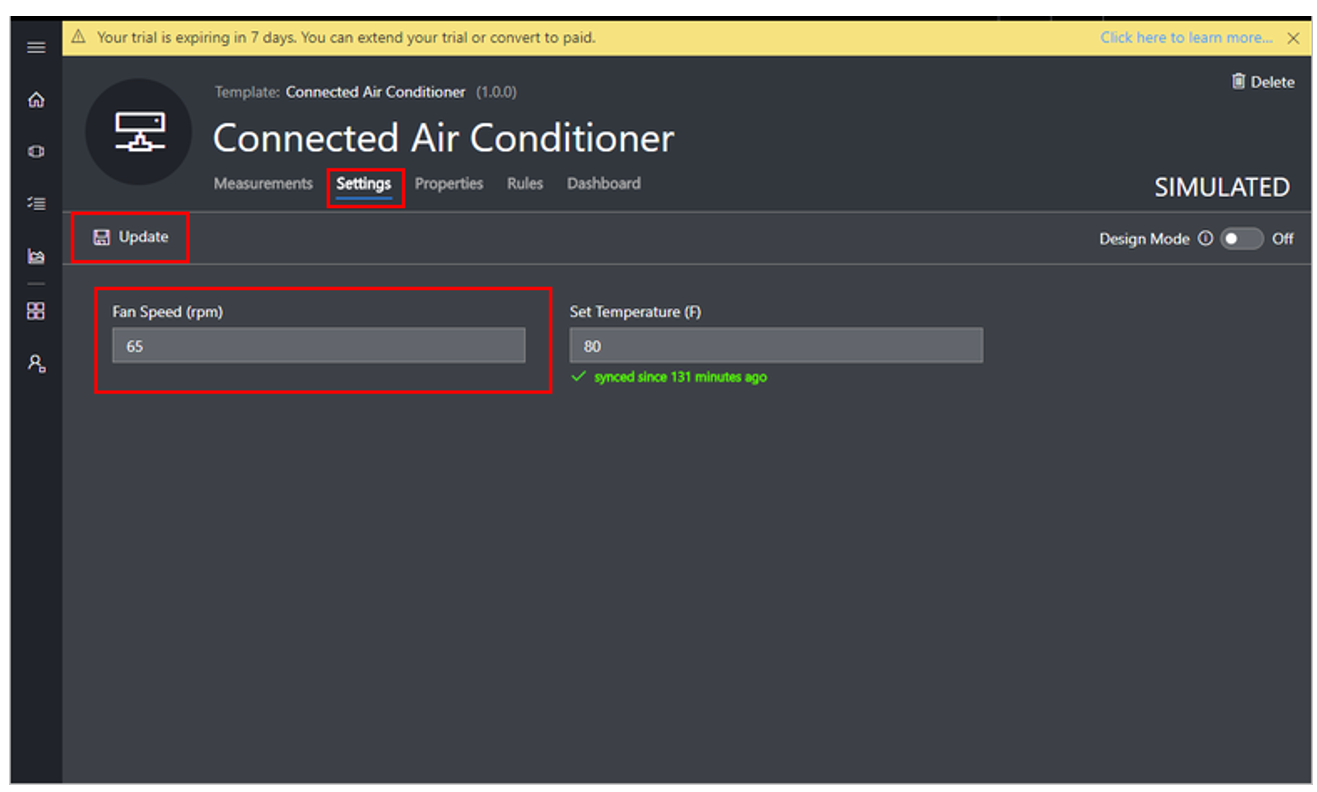 Your trial is expiring in 7 days. You can extend your trial or convert to paid. Click here to learn more...
Delete
Template: Connected Air Conditioner (1.0.0)
Connected Air Conditioner
Measurements Settings Properties Rules Dashboard
SIMULATED
Update
Design Mode Off
Fan Speed (rpm) Set Temperature (F)
65 80
synced since 131 minutes ago